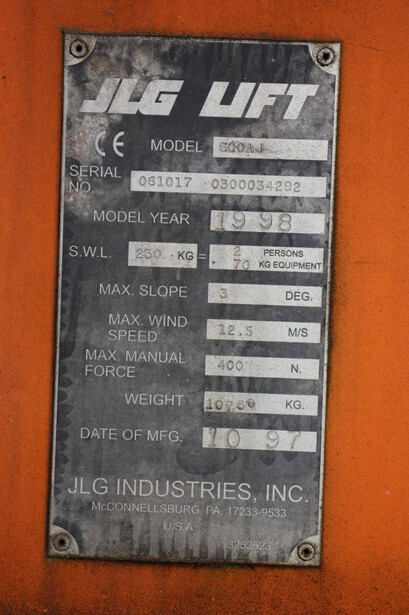 JLG LIFT
CE MODEL 600AJ
SERIAL NO. 061017 0300034292
MODEL YEAR 1998
S.W.L. 230 KG = 2 PERSONS
+ 70 KG EQUIPMENT
MAX. SLOPE 3 DEG.
MAX. WIND SPEED 12.5 M/S
MAX. MANUAL FORCE 400 N.
WEIGHT 10750 KG.
DATE OF MFG. 10 97
JLG INDUSTRIES, INC.
McCONNELLSBURG PA. 17233-9533
U.S.A
3252523